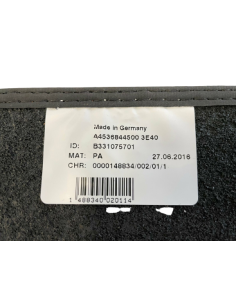 Made in Germany
A4536844500 3E40
ID: B331075701
MAT: PA 27.06.2016
CHR: 0000148834/002/01/1
1 488340 020114